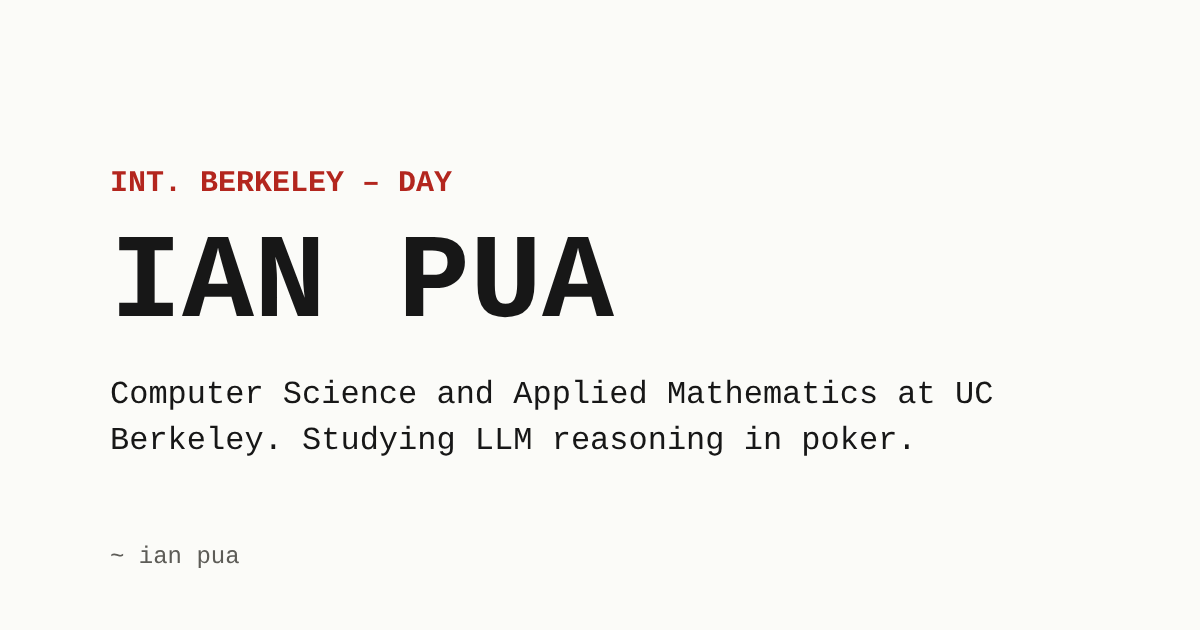 INT. BERKELEY – DAY
IAN PUA
Computer Science and Applied Mathematics at UC
Berkeley. Studying LLM reasoning in poker.
~ ian pua